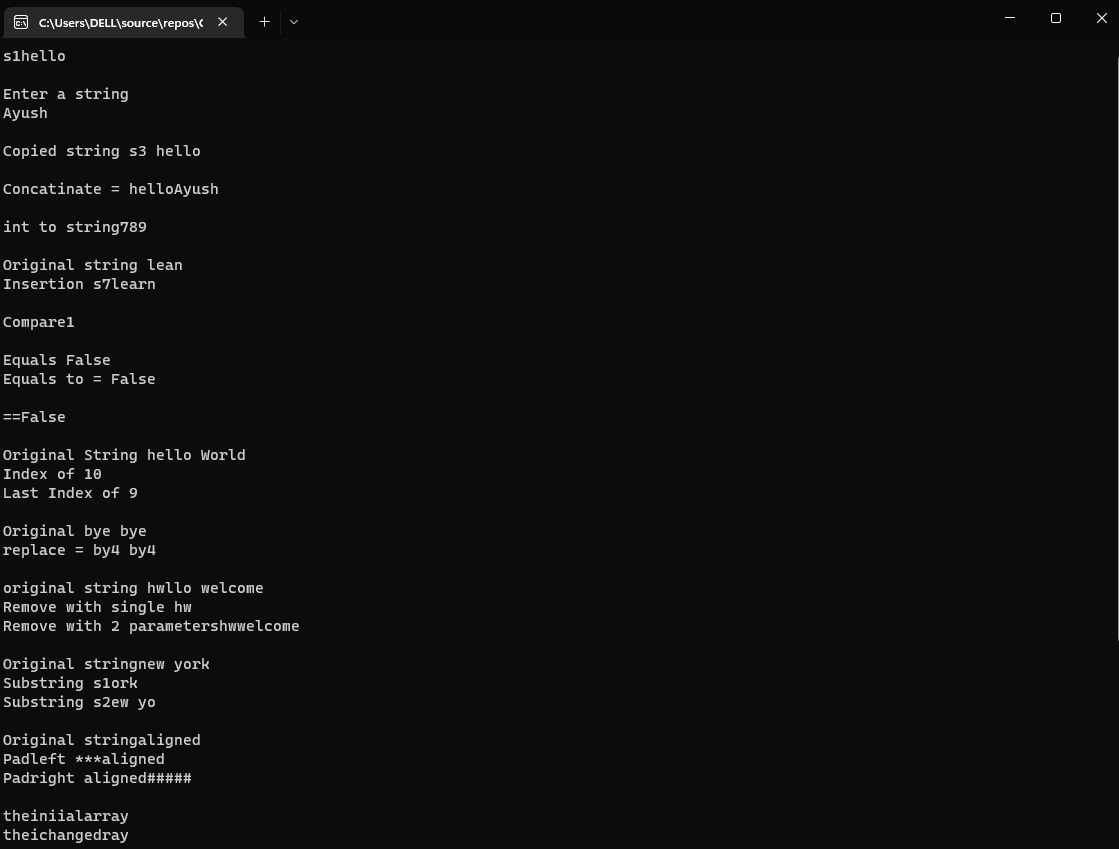 C:\Users\DELL\source\repos\C
s1hello
Enter a string
Ayush
Copied string s3 hello
Concatinate = helloAyush
int to string789
Original string lean
Insertion s7learn
Compare1
Equals False
Equals to = False
==False
Original String hello World
Index of 10
Last Index of 9
Original bye bye
replace = by4 by4
original string hwllo welcome
Remove with single hw
Remove with 2 parametershwwelcome
Original stringnew york
Substring s1ork
Substring s2ew yo
Original stringaligned
Padleft ***aligned
Padright aligned#####
theiniialarray
theichangedray